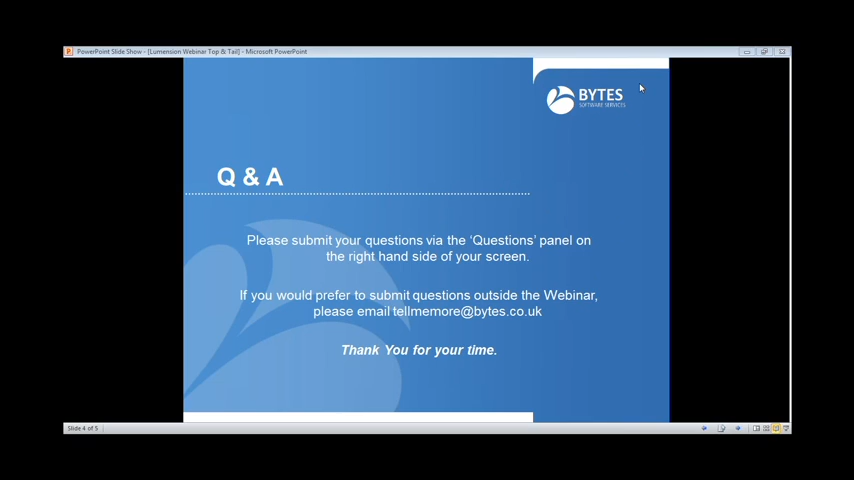 PowerPoint Slide Show - [Lumension Webinar Top & Tail] - Microsoft PowerPoint
BYTES
SOFTWARE SERVICES
Q & A
Please submit your questions via the ‘Questions’ panel on
the right hand side of your screen.
If you would prefer to submit questions outside the Webinar,
please email tellmemore@bytes.co.uk
Thank You for your time.
Slide 4 of 5